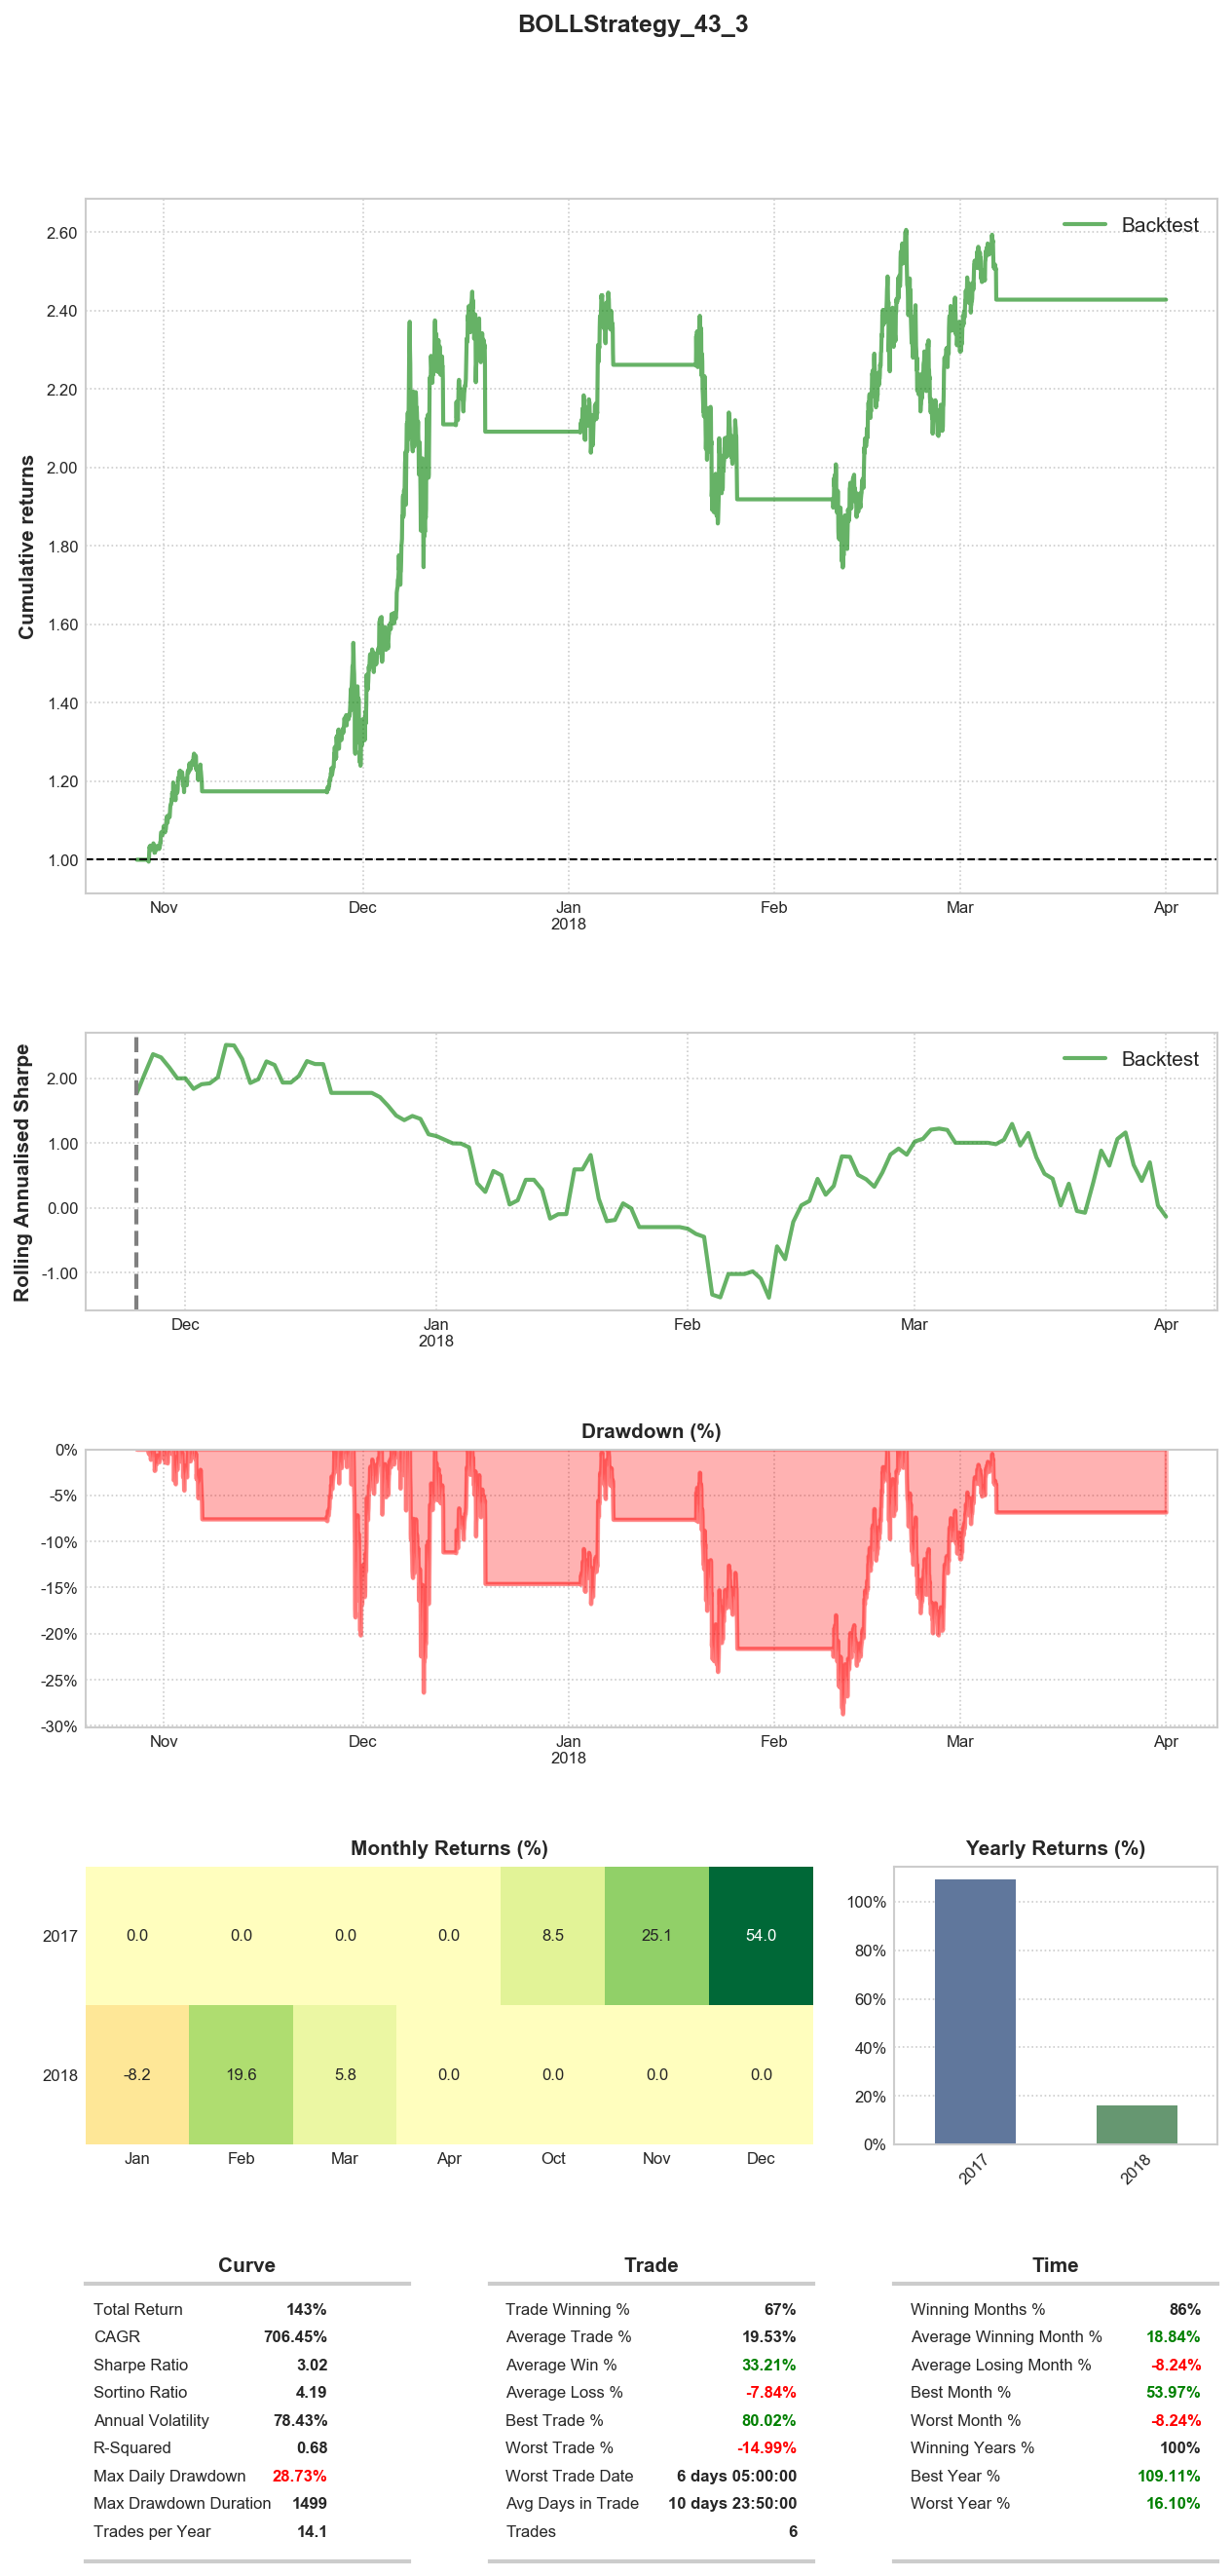 BOLLStrategy_43_3
Cumulative returns
2.60
2.40
2.20
2.00
1.80
1.60
1.40
1.20
1.00
Backtest
Nov Dec Jan Feb Mar Apr
2018
Rolling Annualised Sharpe
2.00
1.00
0.00
-1.00
Backtest
Dec Jan Feb Mar Apr
2018
Drawdown (%)
0%
-5%
-10%
-15%
-20%
-25%
-30%
Nov Dec Jan Feb Mar Apr
2018
Monthly Returns (%)
2017 0.0 0.0 0.0 0.0 8.5 25.1 54.0
2018 -8.2 19.6 5.8 0.0 0.0 0.0 0.0
Jan Feb Mar Apr Oct Nov Dec
Yearly Returns (%)
100%
80%
60%
40%
20%
0%
2017 2018
Curve
Total Return 143%
CAGR 706.45%
Sharpe Ratio 3.02
Sortino Ratio 4.19
Annual Volatility 78.43%
R-Squared 0.68
Max Daily Drawdown 28.73%
Max Drawdown Duration 1499
Trades per Year 14.1
Trade
Trade Winning % 67%
Average Trade % 19.53%
Average Win % 33.21%
Average Loss % -7.84%
Best Trade % 80.02%
Worst Trade % -14.99%
Worst Trade Date 6 days 05:00:00
Avg Days in Trade 10 days 23:50:00
Trades 6
Time
Winning Months % 86%
Average Winning Month % 18.84%
Average Losing Month % -8.24%
Best Month % 53.97%
Worst Month % -8.24%
Winning Years % 100%
Best Year % 109.11%
Worst Year % 16.10%